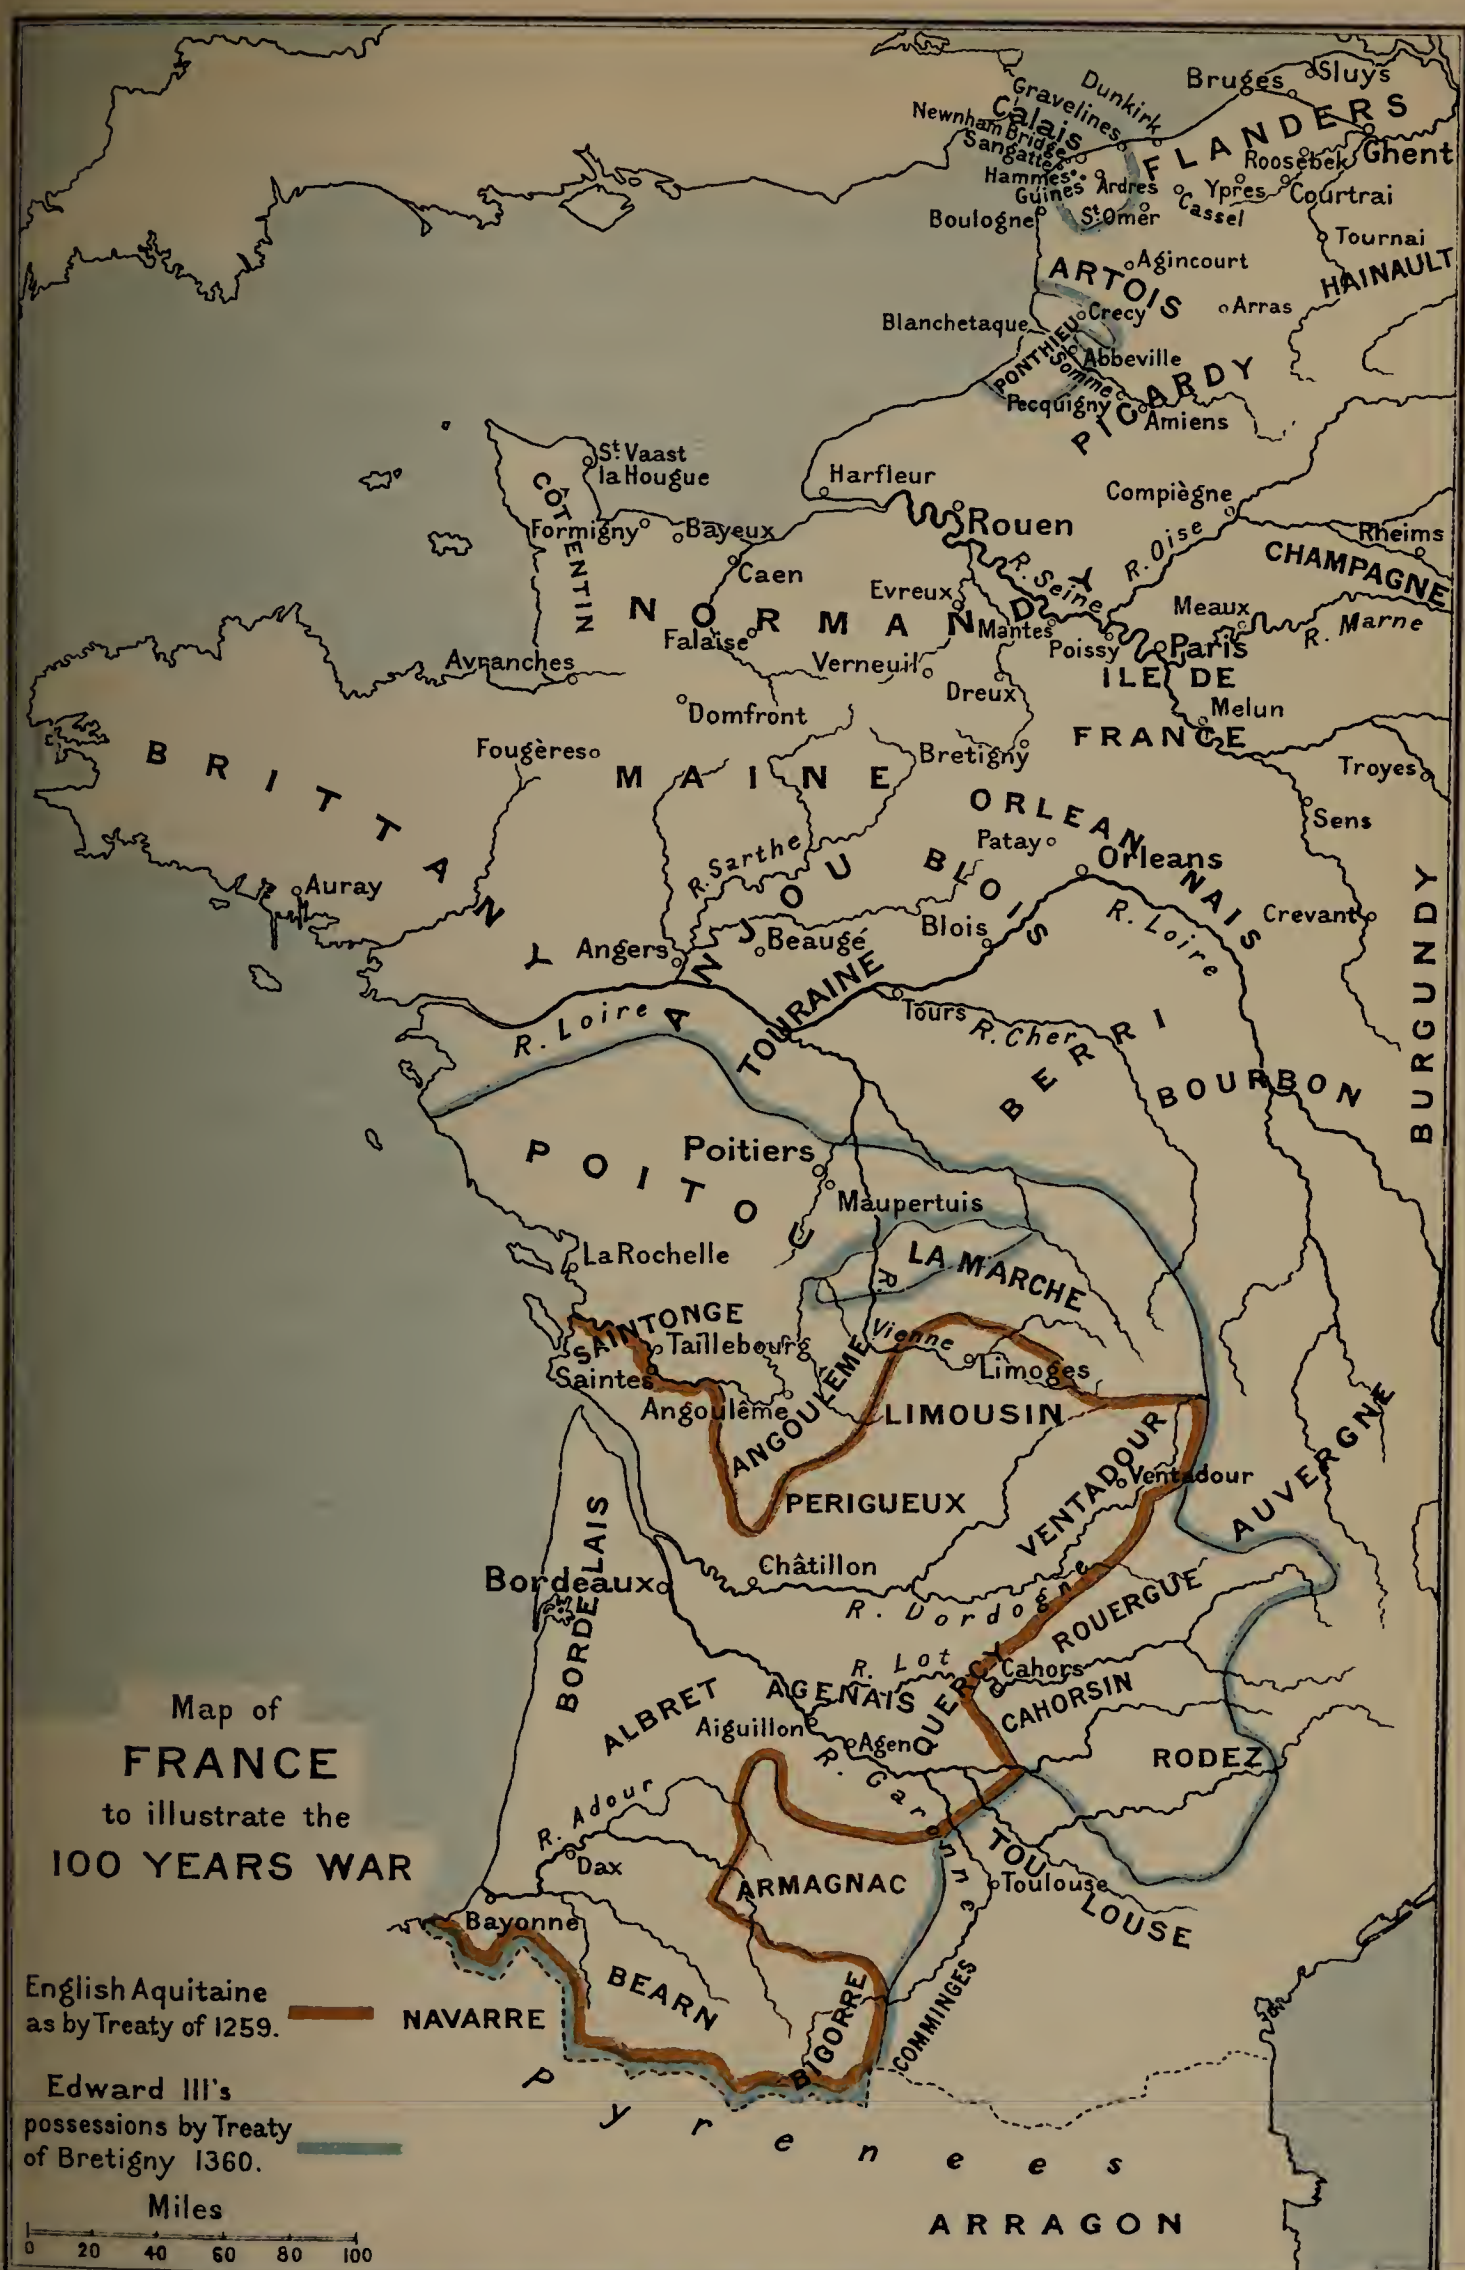 Dunkirk
Gravelines
Calais
Newnham Bridge
Sangatte
Hammes
Guines
Ardres
Bruges
Sluys
FLANDERS
Roosebek
Ghent
Ypres
Courtrai
Cassel
St. Omer
Boulogne
Tournai
HAINAULT
ARTOIS
Agincourt
Arras
Crecy
Blanchetaque
PONTHIEU
Abbeville
Somme
Pecquigny
PICARDY
Amiens
St. Vaast
la Hougue
CÔTENTIN
Harfleur
Compiègne
Formigny
Bayeux
Rouen
Rheims
R. Oise
CHAMPAGNE
Caen
R. Seine
Evreux
Meaux
R. Marne
NORMANDY
Falaise
Mantes
Poissy
Paris
Avranches
Verneuil
Dreux
ILE DE
FRANCE
Melun
Domfront
Fougères
Bretigny
BRITTANY
MAINE
Troyes
ORLEANNAIS
Sens
Patay
Orleans
R. Sarthe
BLOIS
Auray
Crevant
R. Loire
Blois
ANJOU
Beaugé
Angers
BURGUNDY
TOURAINE
Tours
R. Cher
R. Loire
BERRI
BOURBON
POITOU
Poitiers
Maupertuis
La Rochelle
LA MARCHE
SAINTONGE
Taillebourg
R. Vienne
Limoges
Saintes
Angoulême
ANGOULÊME
LIMOUSIN
AUVERGNE
VENTADOUR
Ventadour
PERIGUEUX
BORDELAIS
Châtillon
Bordeaux
R. Dordogne
ROUERGUE
R. Lot
Cahors
CAHORSIN
QUERCY
AGENAIS
ALBRET
Aiguillon
Agen
RODEZ
R. Garonne
R. Adour
Dax
TOULOUSE
Toulouse
ARMAGNAC
Bayonne
BEARN
BIGORRE
COMMINGES
NAVARRE
Pyrenees
ARRAGON
Map of
FRANCE
to illustrate the
100 YEARS WAR
English Aquitaine
as by Treaty of 1259.
Edward III's
possessions by Treaty
of Bretigny 1360.
Miles
0 20 40 60 80 100